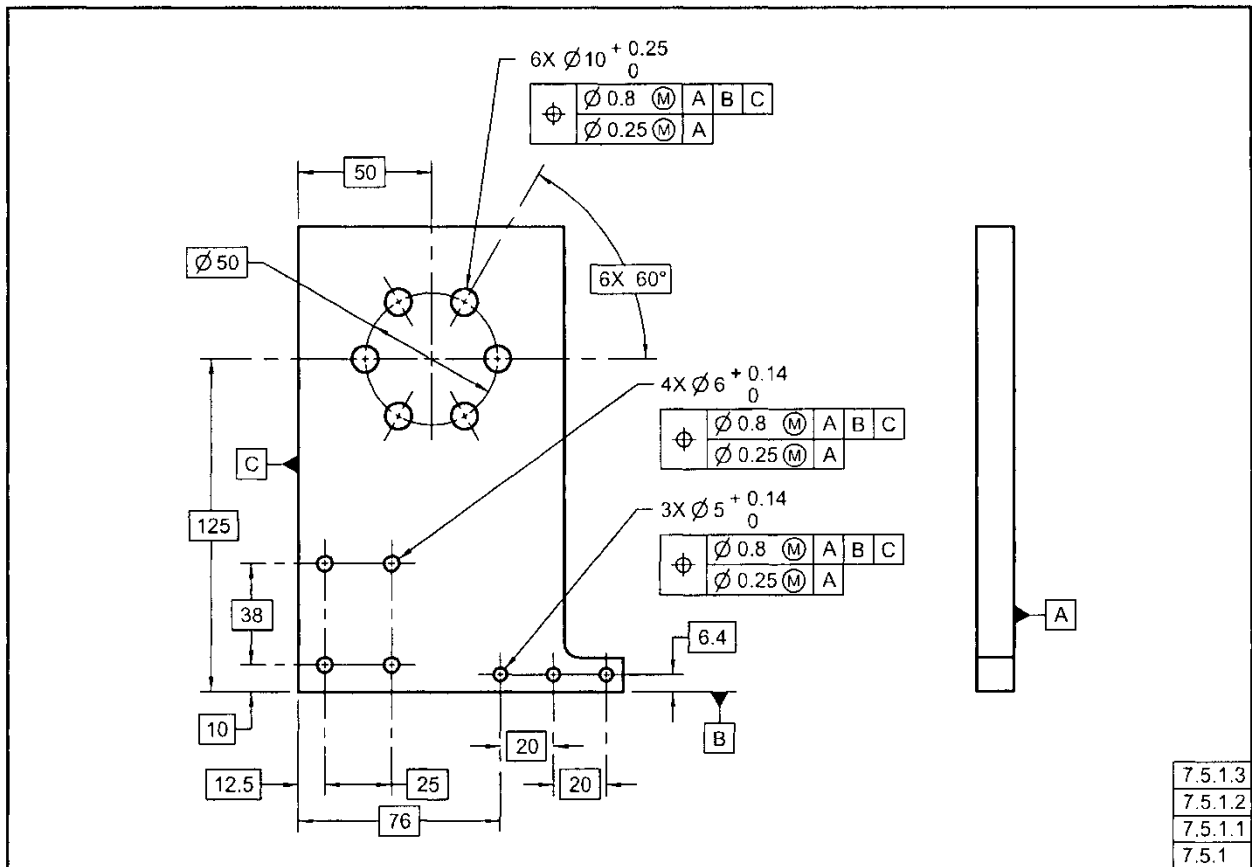 6X ⌀10 + 0.25
0
⌖ ⌀ 0.8 Ⓜ A B C
⌀ 0.25 Ⓜ A
50
⌀ 50
6X 60°
4X ⌀ 6 + 0.14
0
⌖ ⌀ 0.8 Ⓜ A B C
⌀ 0.25 Ⓜ A
C
3X ⌀ 5 + 0.14
0
125
⌖ ⌀ 0.8 Ⓜ A B C
⌀ 0.25 Ⓜ A
38
6.4
A
10
B
20
12.5
25
20
76
7.5.1.3
7.5.1.2
7.5.1.1
7.5.1